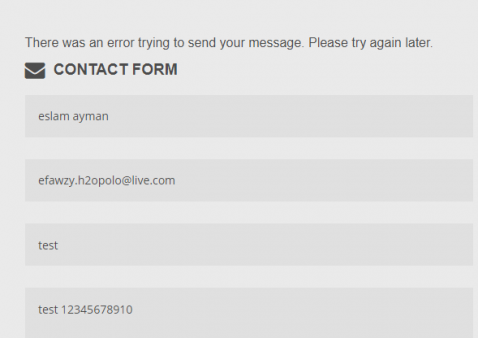 There was an error trying to send your message. Please try again later.
CONTACT FORM
eslam ayman
efawzy.h2opolo@live.com
test
test 12345678910